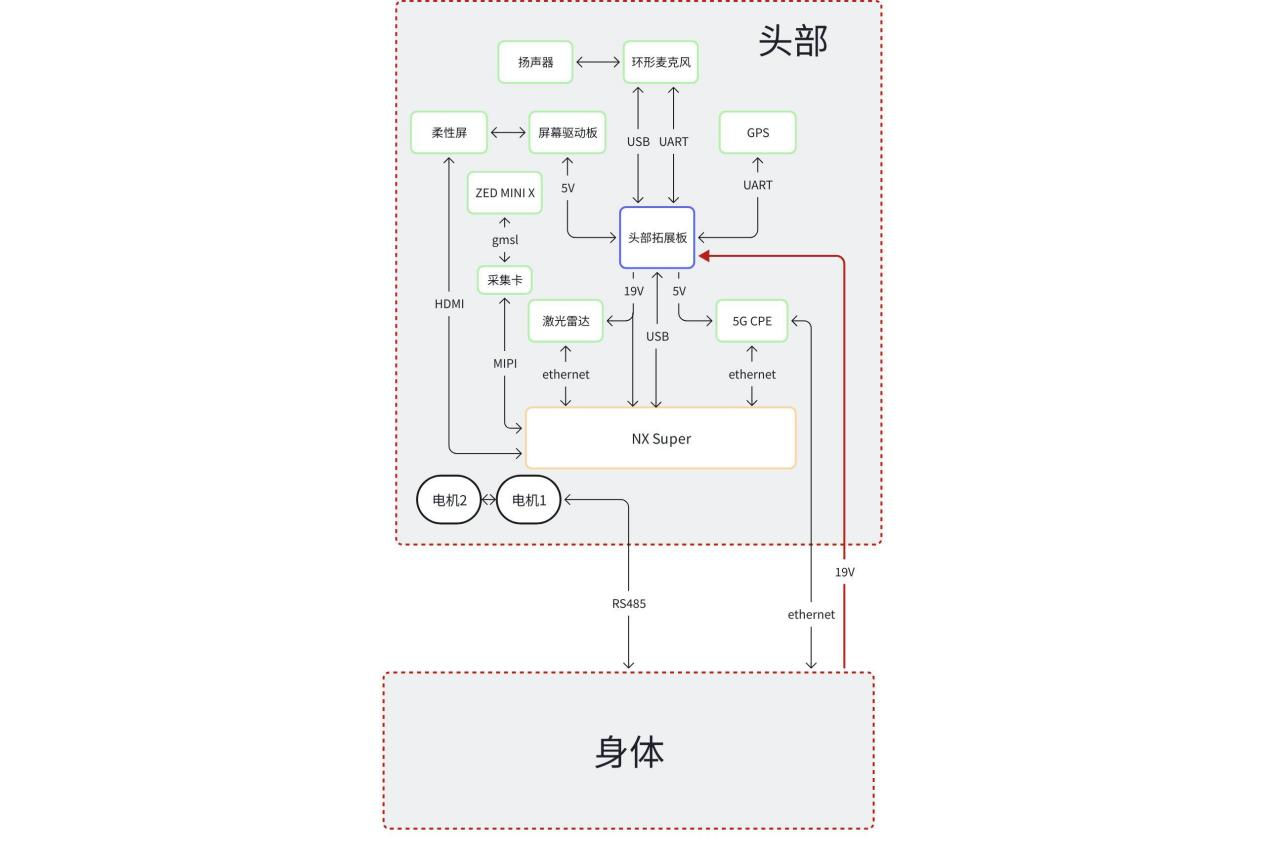 头部
扬声器
环形麦克风
柔性屏
屏幕驱动板
USB
UART
GPS
ZED MINI X
5V
UART
gmsl
头部拓展板
采集卡
HDMI
19V
5V
激光雷达
USB
5G CPE
MIPI
ethernet
ethernet
NX Super
电机2
电机1
19V
RS485
ethernet
身体